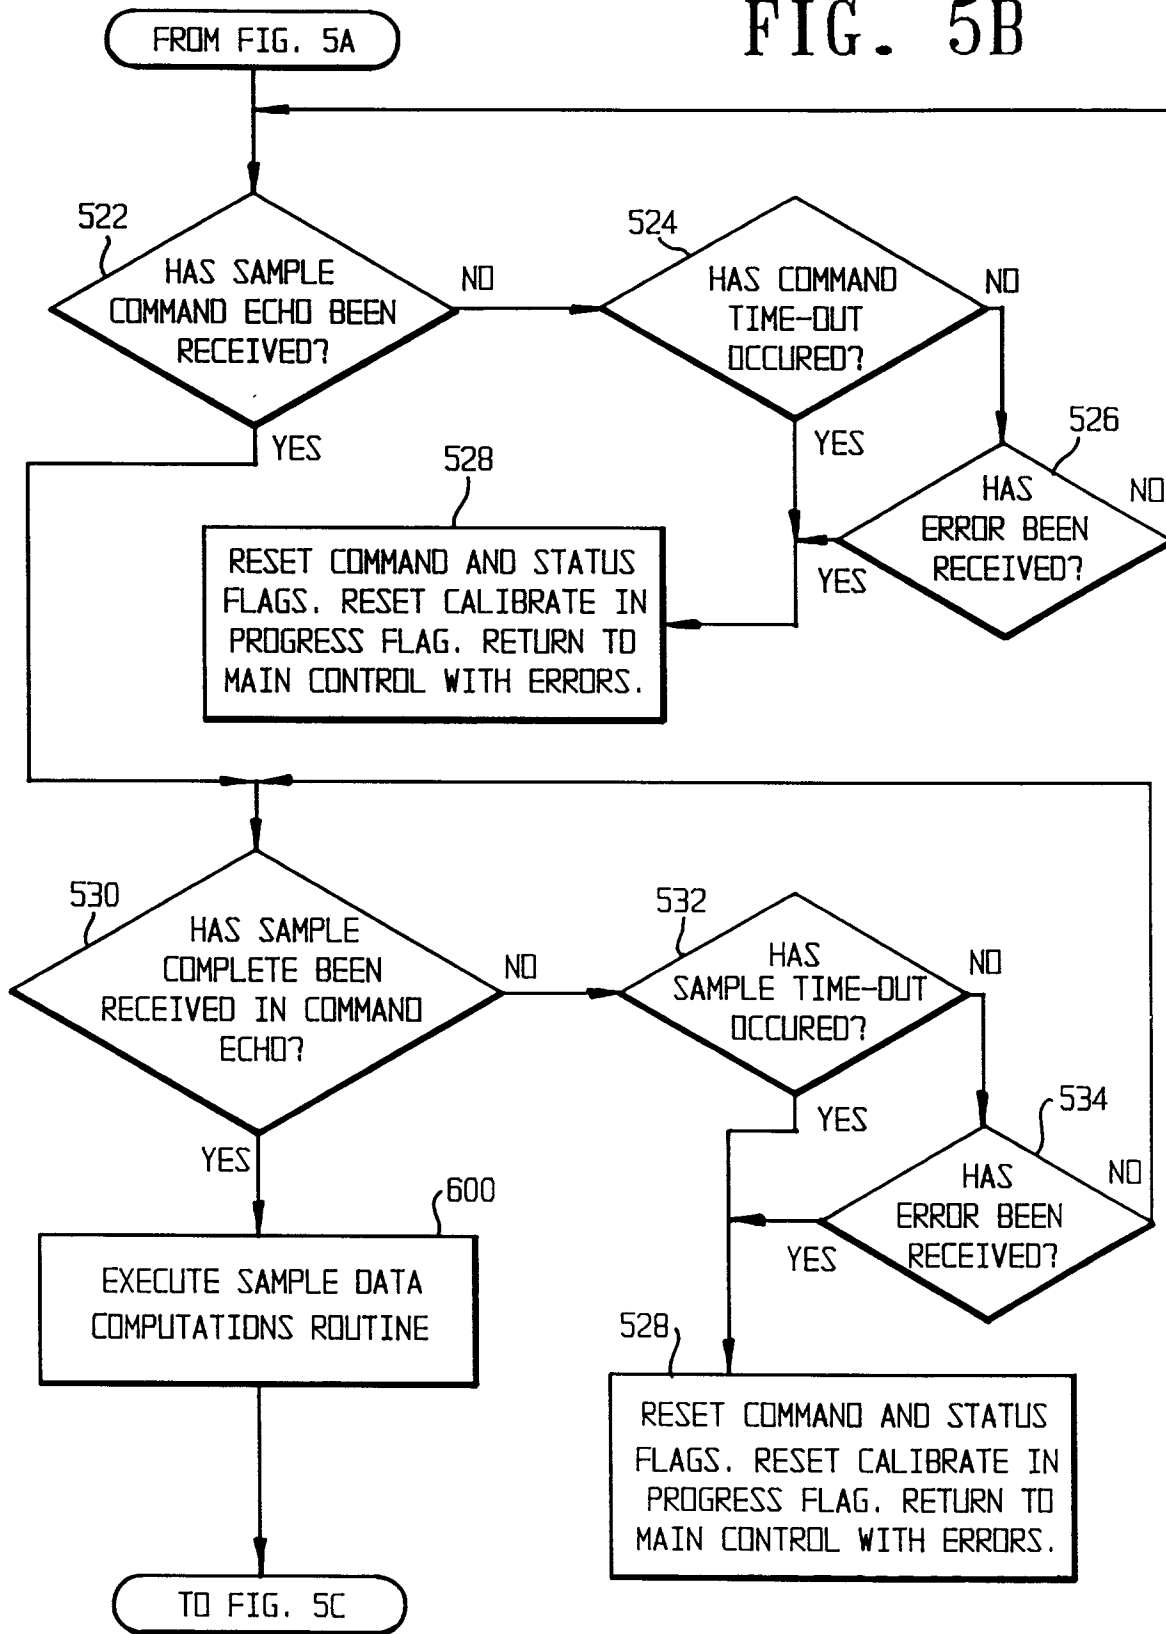 FROM FIG. 5A
FIG. 5B
522
HAS SAMPLE
COMMAND ECHO BEEN
RECEIVED?
NO
YES
524
HAS COMMAND
TIME-OUT
OCCURED?
NO
YES
526
HAS
ERROR BEEN
RECEIVED?
NO
YES
528
RESET COMMAND AND STATUS
FLAGS. RESET CALIBRATE IN
PROGRESS FLAG. RETURN TO
MAIN CONTROL WITH ERRORS.
530
HAS SAMPLE
COMPLETE BEEN
RECEIVED IN COMMAND
ECHO?
NO
YES
532
HAS
SAMPLE TIME-OUT
OCCURED?
NO
YES
534
HAS
ERROR BEEN
RECEIVED?
NO
YES
600
EXECUTE SAMPLE DATA
COMPUTATIONS ROUTINE
528
RESET COMMAND AND STATUS
FLAGS. RESET CALIBRATE IN
PROGRESS FLAG. RETURN TO
MAIN CONTROL WITH ERRORS.
TO FIG. 5C